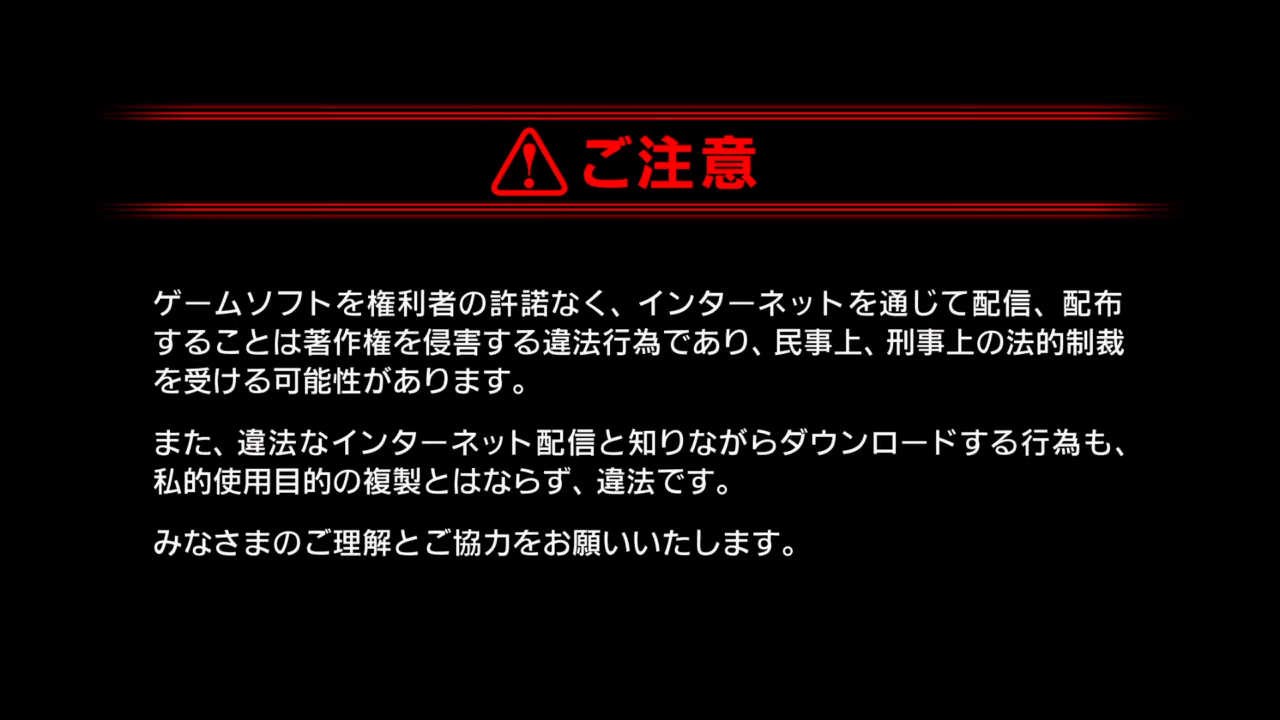 ご注意
ゲームソフトを権利者の許諾なく、インターネットを通じて配信、配布
することは著作権を侵害する違法行為であり、民事上、刑事上の法的制裁
を受ける可能性があります。
また、違法なインターネット配信と知りながらダウンロードする行為も、
私的使用目的の複製とはならず、違法です。
みなさまのご理解とご協力をお願いいたします。